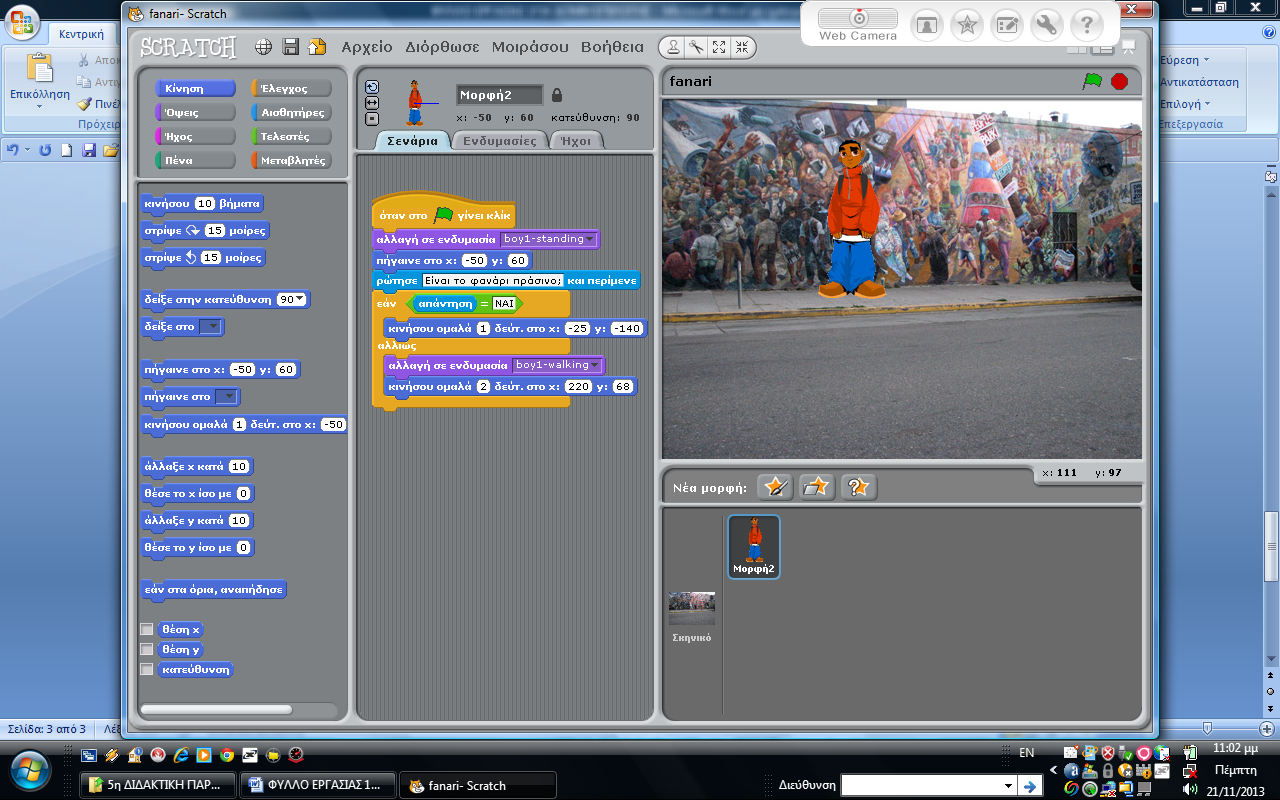 fanari- Scratch
Web Camera
Κεντρική
Επικόλληση
Πρόχειρ
Εύρεση
Αντικατάσταση
Επιλογή
Επεξεργασία
SCRATCH
Αρχείο Διόρθωσε Μοιράσου Βοήθεια
Κίνηση
Έλεγχος
Όψεις
Αισθητήρες
Ήχος
Τελεστές
Πένα
Μεταβλητές
Μορφή2
x: -50 y: 60 κατεύθυνση: 90
Σενάρια Ενδυμασίες Ήχοι
κινήσου 10 βήματα
στρίψε 15 μοίρες
στρίψε 15 μοίρες
δείξε στην κατεύθυνση 90
δείξε στο
πήγαινε στο x: -50 y: 60
πήγαινε στο
κινήσου ομαλά 1 δεύτ. στο x: -50
άλλαξε x κατά 10
θέσε το x ίσο με 0
άλλαξε y κατά 10
θέσε το y ίσο με 0
εάν στα όρια, αναπήδησε
θέση x
θέση y
κατεύθυνση
όταν στο γίνει κλίκ
αλλαγή σε ενδυμασία boy1-standing
πήγαινε στο x: -50 y: 60
ρώτησε Είναι το φανάρι πράσινο; και περίμενε
εάν απάντηση = ΝΑΙ
κινήσου ομαλά 1 δεύτ. στο x: -25 y: -140
αλλιώς
αλλαγή σε ενδυμασία boy1-walking
κινήσου ομαλά 2 δεύτ. στο x: 220 y: 68
fanari
x: 111 y: 97
Νέα μορφή:
Μορφή2
Σκηνικό
Σελίδα: 3 από 3
EN
11:02 μμ
Πέμπτη
21/11/2013
5η ΔΙΔΑΚΤΙΚΗ ΠΑΡ...
ΦΥΛΛΟ ΕΡΓΑΣΙΑΣ 1...
fanari- Scratch
Διεύθυνση